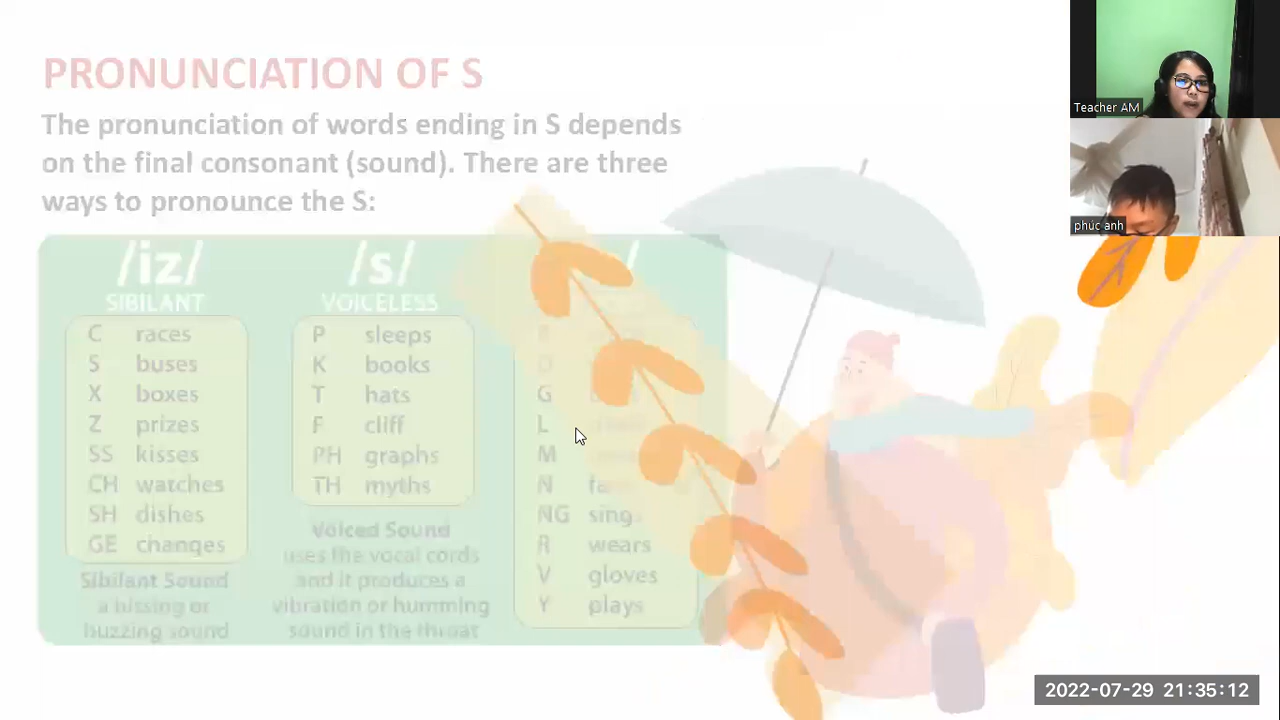 PRONUNCIATION OF S
The pronunciation of words ending in S depends
on the final consonant (sound). There are three
ways to pronounce the S:
/iz/
SIBILANT
C races
S buses
X boxes
Z prizes
SS kisses
CH watches
SH dishes
GE changes
Sibilant Sound
a hissing or
buzzing sound
/s/
VOICELESS
P sleeps
K books
T hats
F cliff
PH graphs
TH myths
Voiced Sound
uses the vocal cords
and it produces a
vibration or humming
sound in the throat
/
G
L
M
N
NG sing
R wears
V gloves
Y plays
Teacher AM
phúc anh
2022-07-29 21:35:12